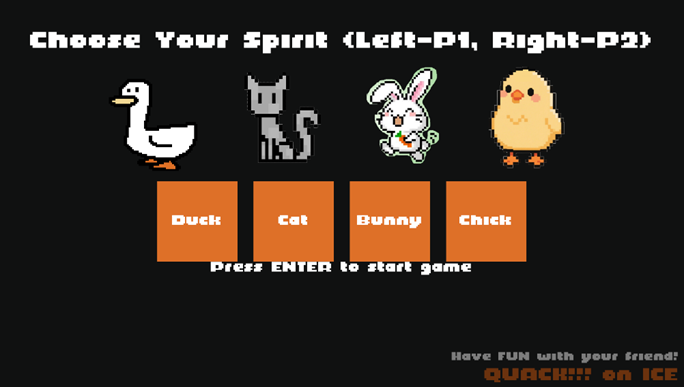 Choose Your Spirit (Left-P1, Right-P2)
Duck
Cat
Bunny
Chick
Press ENTER to start game
Have FUN with your friend!
QUACK!!! on ICE